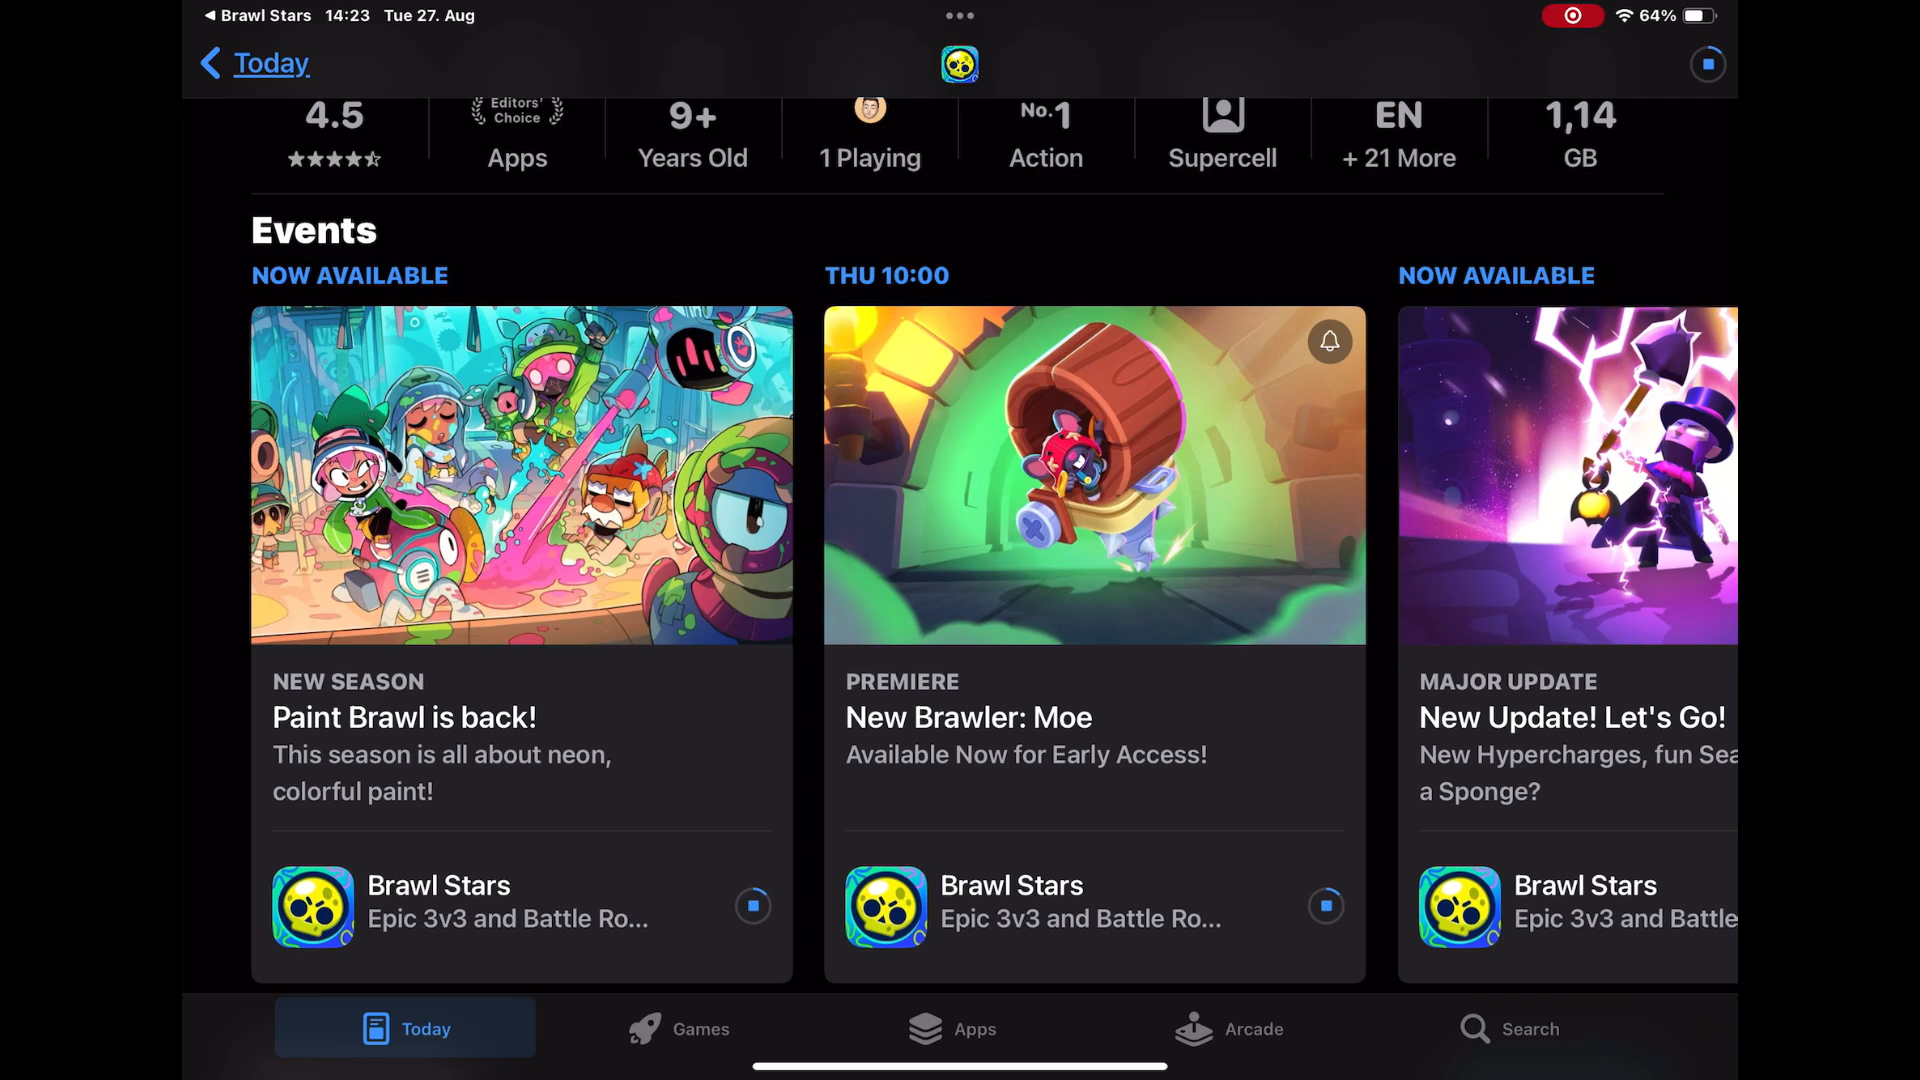 ◀ Brawl Stars 14:23 Tue 27. Aug
64%
Today
4.5
Editors' Choice
Apps
9+
Years Old
1 Playing
No.1
Action
Supercell
EN
+ 21 More
1,14
GB
Events
NOW AVAILABLE
NEW SEASON
Paint Brawl is back!
This season is all about neon,
colorful paint!
Brawl Stars
Epic 3v3 and Battle Ro...
THU 10:00
PREMIERE
New Brawler: Moe
Available Now for Early Access!
Brawl Stars
Epic 3v3 and Battle Ro...
NOW AVAILABLE
MAJOR UPDATE
New Update! Let's Go!
New Hypercharges, fun Sea
a Sponge?
Brawl Stars
Epic 3v3 and Battle
Today
Games
Apps
Arcade
Search